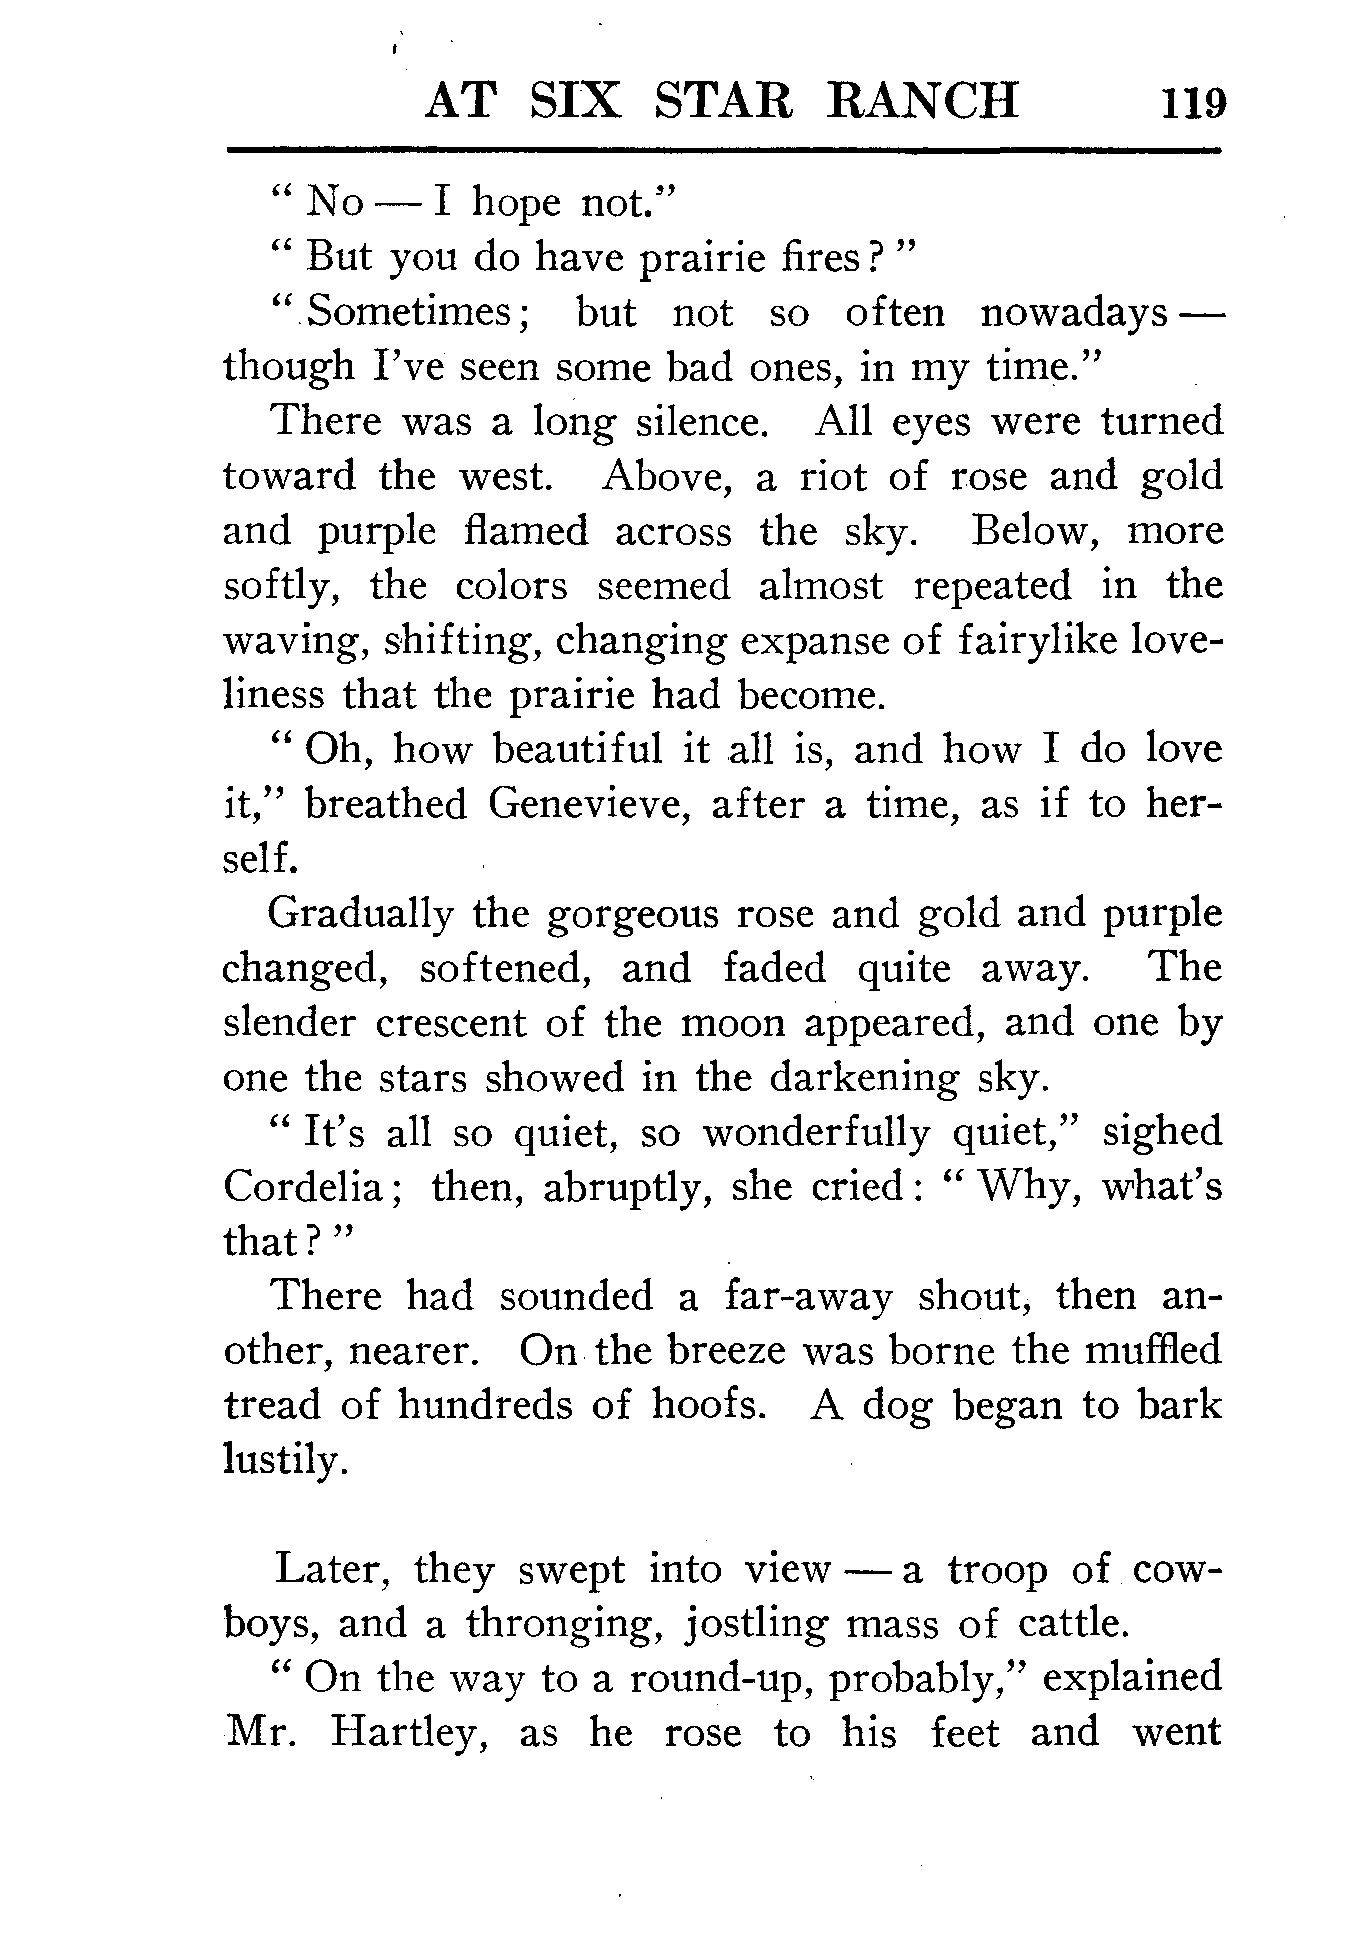 AT SIX STAR RANCH 119
“ No — I hope not.”
“ But you do have prairie fires? ”
“ Sometimes; but not so often nowadays —
though I’ve seen some bad ones, in my time.”
There was a long silence. All eyes were turned
toward the west. Above, a riot of rose and gold
and purple flamed across the sky. Below, more
softly, the colors seemed almost repeated in the
waving, shifting, changing expanse of fairylike love-
liness that the prairie had become.
“ Oh, how beautiful it all is, and how I do love
it,” breathed Genevieve, after a time, as if to her-
self.
Gradually the gorgeous rose and gold and purple
changed, softened, and faded quite away. The
slender crescent of the moon appeared, and one by
one the stars showed in the darkening sky.
“ It’s all so quiet, so wonderfully quiet,” sighed
Cordelia; then, abruptly, she cried: “ Why, what’s
that? ”
There had sounded a far-away shout, then an-
other, nearer. On the breeze was borne the muffled
tread of hundreds of hoofs. A dog began to bark
lustily.
Later, they swept into view — a troop of cow-
boys, and a thronging, jostling mass of cattle.
“ On the way to a round-up, probably,” explained
Mr. Hartley, as he rose to his feet and went